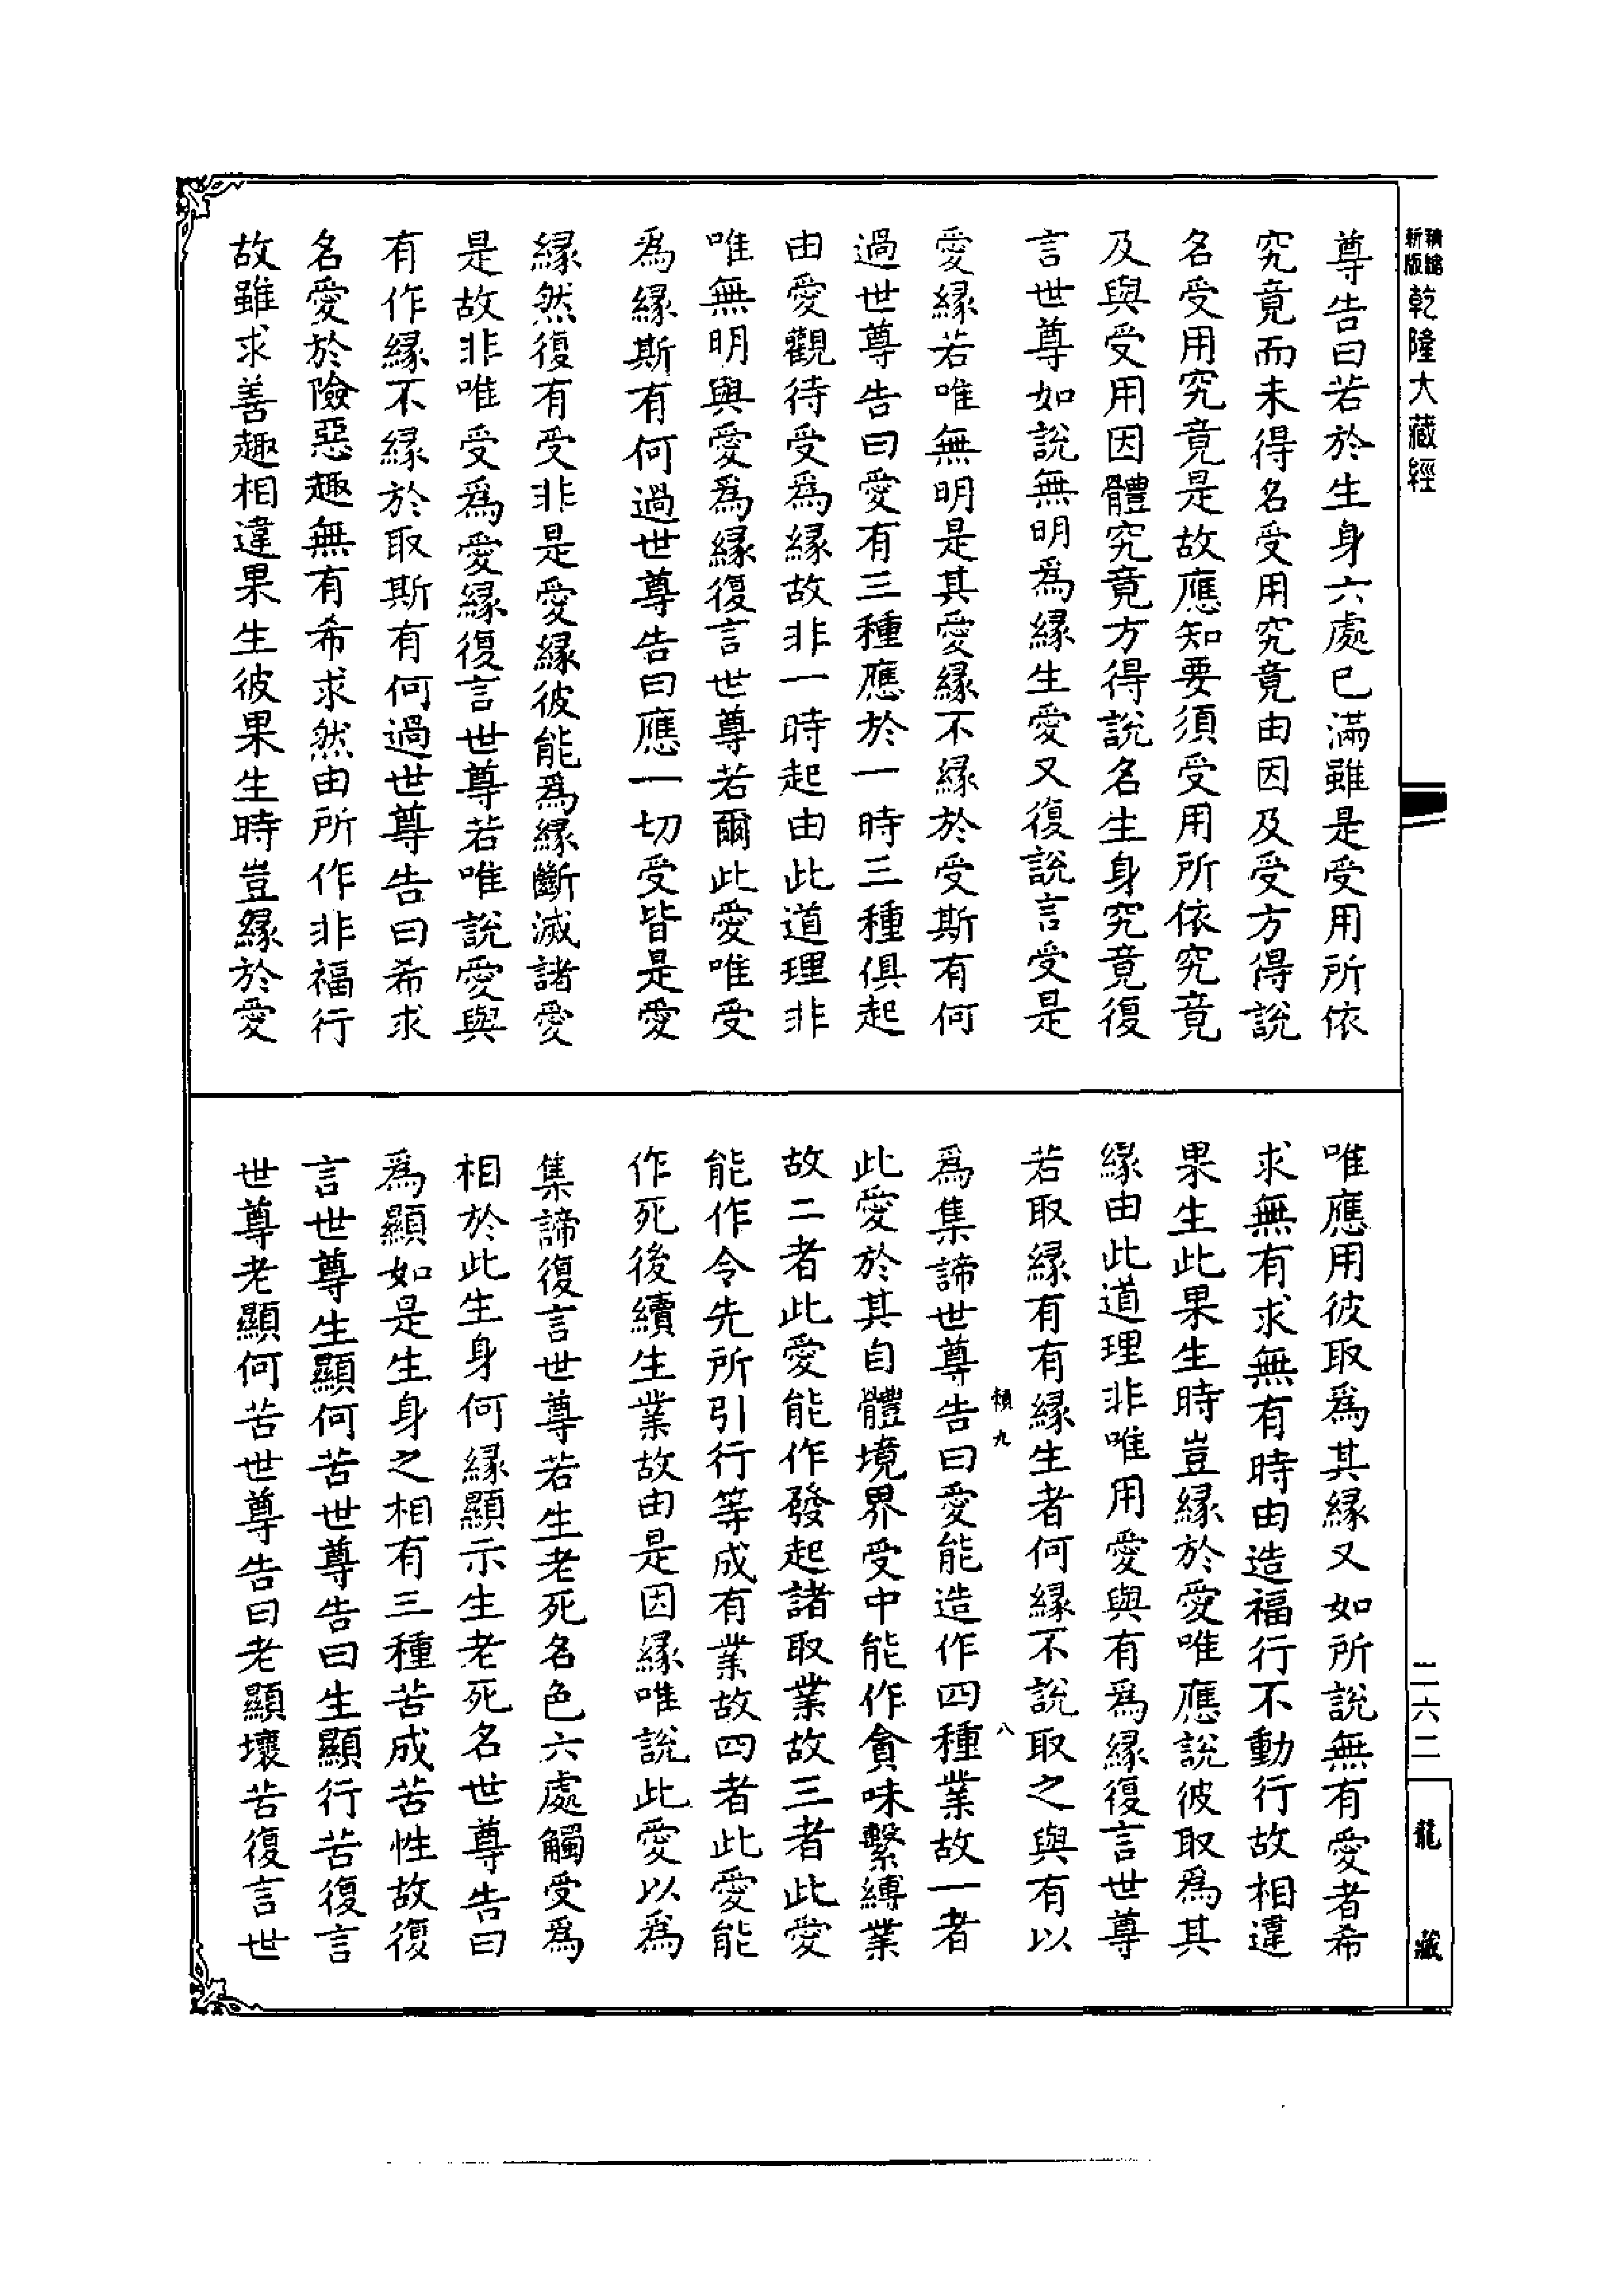 精縮
新版
乾隆大藏經
尊告曰若於生身六處已滿雖是受用所依
究竟而未得名受用究竟由因及受方得說
名受用究竟是故應知要須受用所依究竟
及與受用因體究竟方得說名生身究竟復
言世尊如說無明為緣生愛又復說言受是
愛緣若唯無明是其愛緣不緣於受斯有何
過世尊告曰愛有三種應於一時三種俱起
由愛觀待受為緣故非一時起由此道理非
唯無明與愛為緣復言世尊若爾此愛唯受
為緣斯有何過世尊告曰應一切受皆是愛
緣然復有受非是愛緣彼能為緣斷滅諸愛
是故非唯受為愛緣復言世尊若唯說愛與
有作緣不緣於取斯有何過世尊告曰希求
名愛於險惡趣無有希求然由所作非福行
故雖求善趣相違果生彼果生時豈緣於愛
唯應用彼取為其緣又如所說無有愛者希
求無有求無有時由造福行不動行故相違
果生此果生時豈緣於愛唯應說彼取為其
緣由此道理非唯用愛與有為緣復言世尊
若取緣有有緣生者何緣不說取之與有以
為集諦世尊告曰愛能造作四種業故一者
此愛於其自體境界受中能作貪味繫縛業
故二者此愛能作發起諸取業故三者此愛
能作令先所引行等成有業故四者此愛能
作死後續生業故由是因緣唯說此愛以為
集諦復言世尊若生老死名色六處觸受為
相於此生身何緣顯示生老死名世尊告曰
為顯如是生身之相有三種苦成苦性故復
言世尊生顯何苦世尊告曰生顯行苦復言
世尊老顯何苦世尊告曰老顯壞苦復言世
九
八
二六二
龍藏